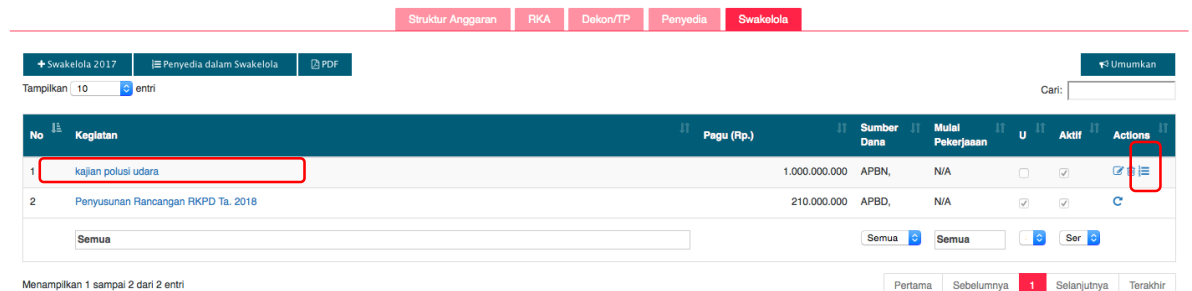 Struktur Anggaran RKA Dekon/TP Penyedia Swakelola
Swakelola 2017 Penyedia dalam Swakelola PDF Umumkan
Tampilkan 10 entri Cari:
No Kegiatan Pagu (Rp.) Sumber Dana Mulai Pekerjaaan U Aktif Actions
1 kajian polusi udara 1.000.000.000 APBN, N/A
2 Penyusunan Rancangan RKPD Ta. 2018 210.000.000 APBD, N/A
Semua Semua Semua Ser
Menampilkan 1 sampai 2 dari 2 entri Pertama Sebelumnya 1 Selanjutnya Terakhir